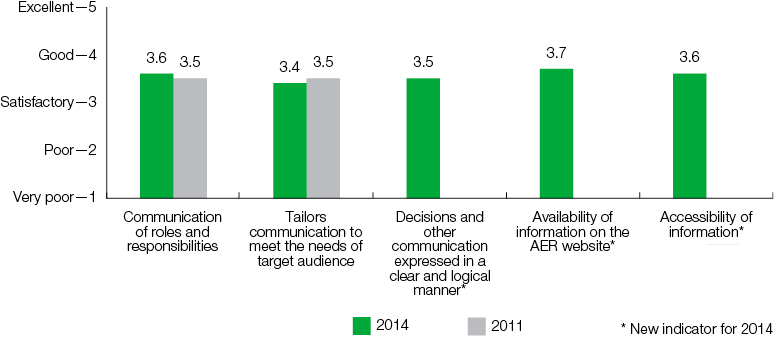 Excellent—5
Good—4
Satisfactory—3
Poor—2
Very poor—1
3.6
3.5
3.4
3.5
3.5
3.7
3.6
Communication
of roles and
responsibilities
Tailors
communication to
meet the needs of
target audience
Decisions and
other
communication
expressed in a
clear and logical
manner*
Availability of
information on the
AER website*
Accessibility of
information*
2014
2011
* New indicator for 2014